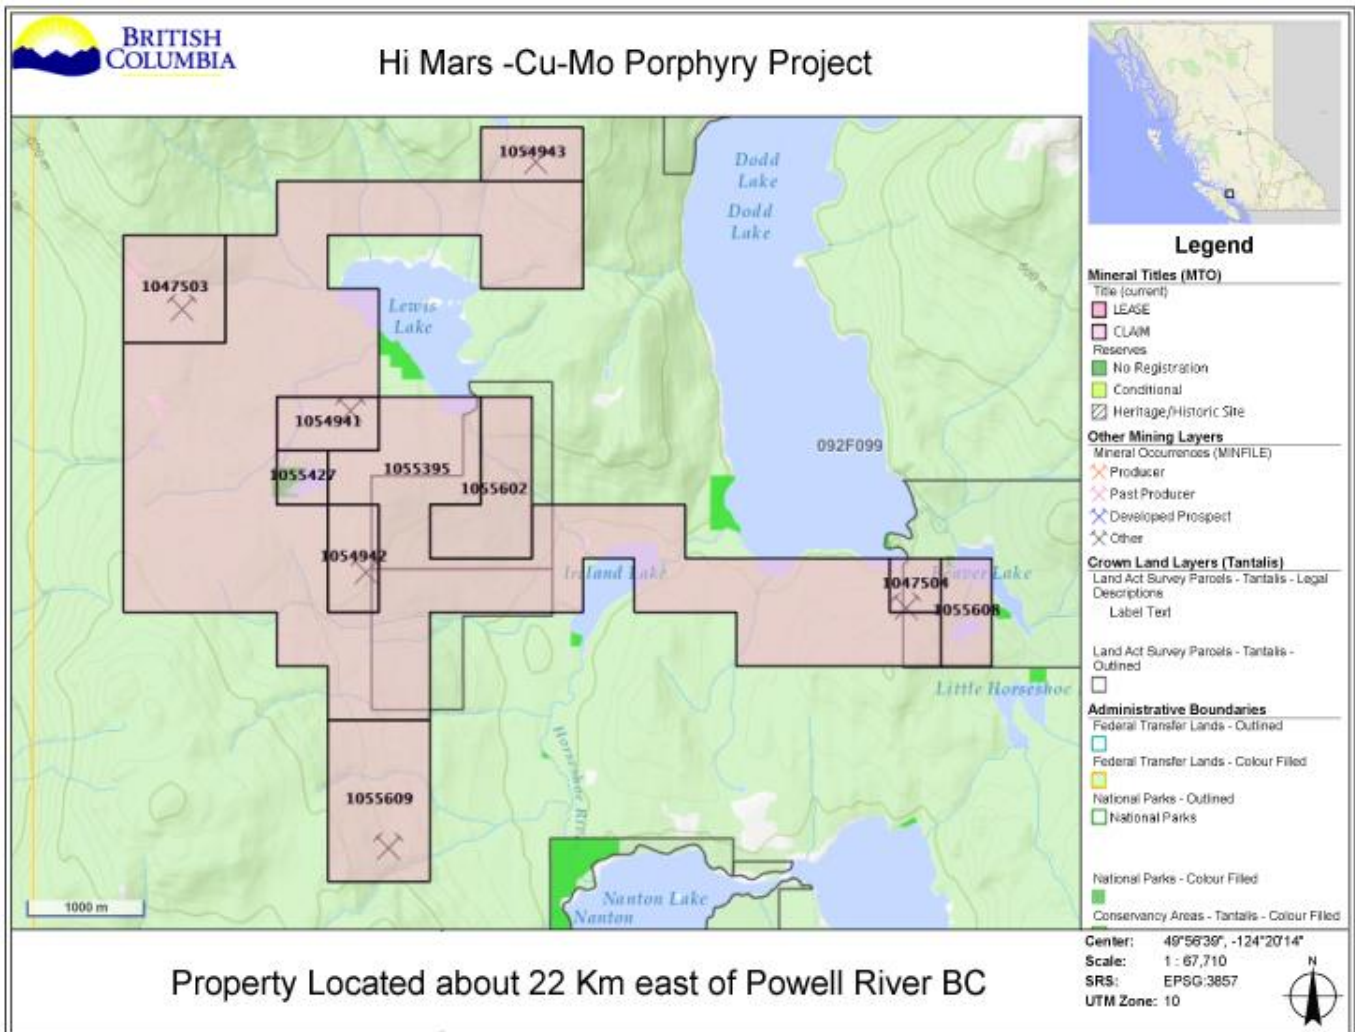 BRITISH
COLUMBIA
Hi Mars -Cu-Mo Porphyry Project
1054943
Dodd
Lake
Dodd
Lake
1047503
Lewis
Lake
1054941
1055427
1055395
1055602
092F099
1054942
Ireland Lake
1047504
Beaver Lake
1055608
Little Horseshoe
1055609
Nanton Lake
Nanton
1000 m
Legend
Mineral Titles (MTO)
Title (current)
LEASE
CLAIM
Reserves
No Registration
Conditional
Heritage/Historic Site
Other Mining Layers
Mineral Occurrences (MINFILE)
Producer
Past Producer
Developed Prospect
Other
Crown Land Layers (Tantalis)
Land Act Survey Parcels - Tantalis - Legal
Descriptions
Label Text
Land Act Survey Parcels - Tantalis -
Outlined
Administrative Boundaries
Federal Transfer Lands - Outlined
Federal Transfer Lands - Colour Filled
National Parks - Outlined
National Parks
National Parks - Colour Filled
Conservancy Areas - Tantalis - Colour Filled
Center: 49°56'39", -124°20'14"
Scale: 1 : 67,710
SRS: EPSG:3857
UTM Zone: 10
N
Property Located about 22 Km east of Powell River BC